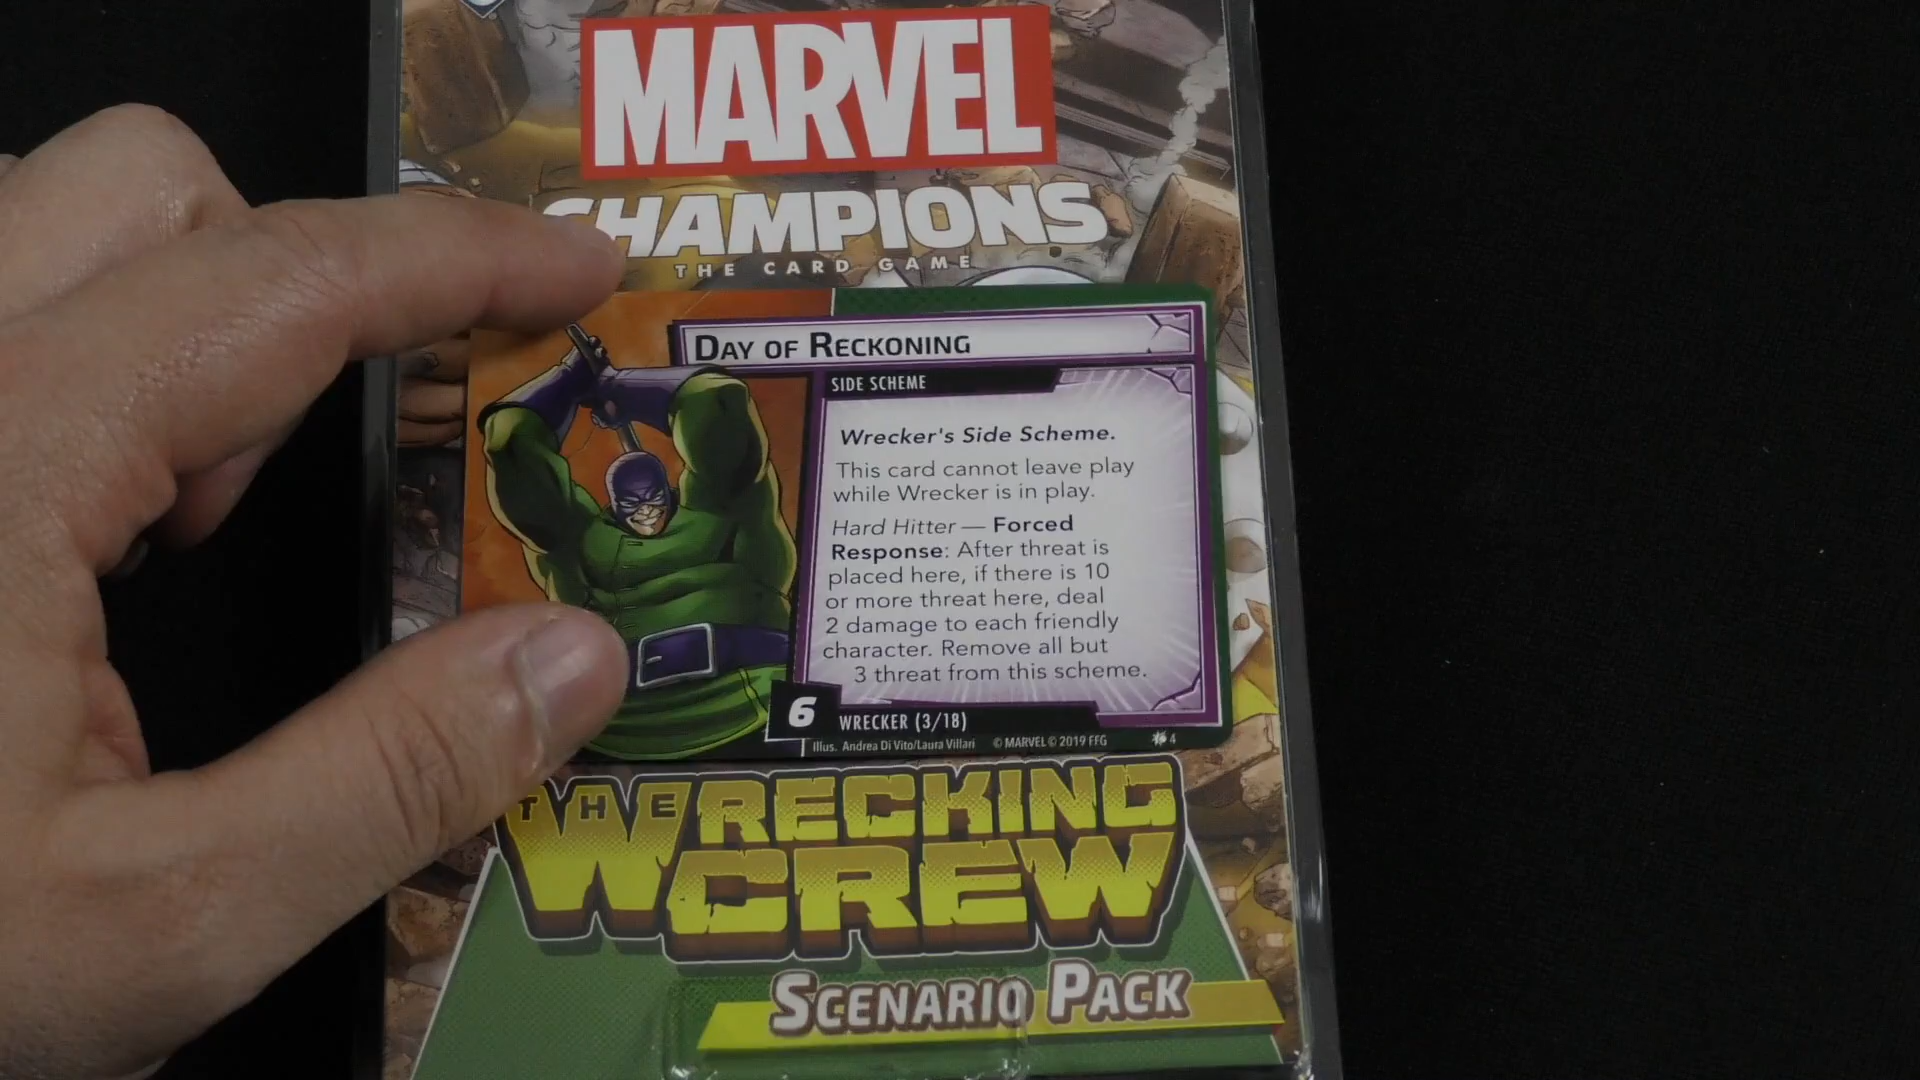 MARVEL
CHAMPIONS
THE CARD GAME
DAY OF RECKONING
SIDE SCHEME
Wrecker's Side Scheme.
This card cannot leave play
while Wrecker is in play.
Hard Hitter — Forced
Response: After threat is
placed here, if there is 10
or more threat here, deal
2 damage to each friendly
character. Remove all but
3 threat from this scheme.
6
WRECKER (3/18)
Illus. Andrea Di Vito/Laura Villari © MARVEL © 2019 FFG 4
THE WRECKING
CREW
SCENARIO PACK